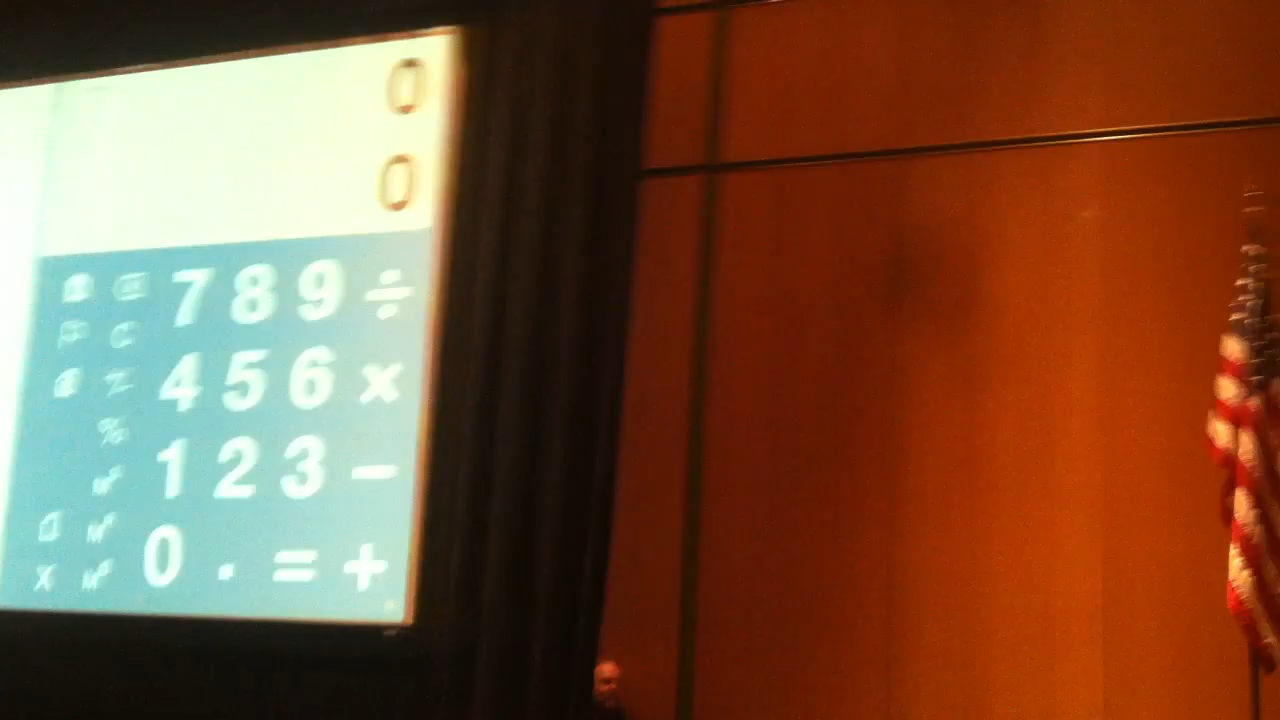 0
0
7 8 9 ÷
C
4 5 6 ×
%
1 2 3 −
0 . = +